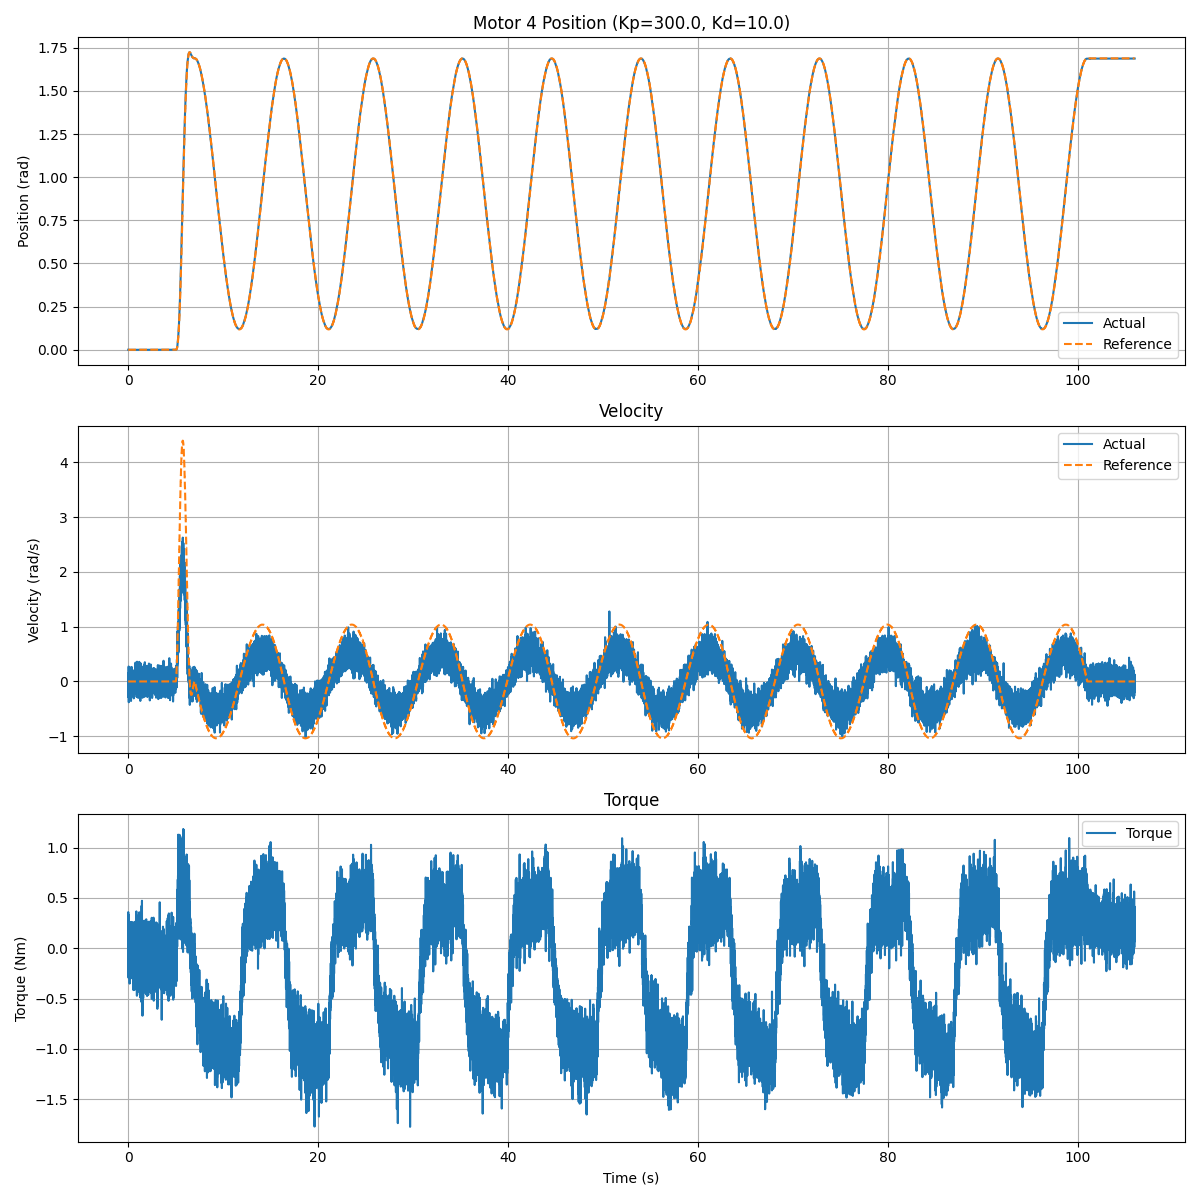 Motor 4 Position (Kp=300.0, Kd=10.0)
1.75
1.50
1.25
1.00
0.75
0.50
0.25
0.00
Position (rad)
Actual
Reference
0 20 40 60 80 100
Velocity
4
3
2
1
0
−1
Velocity (rad/s)
Actual
Reference
0 20 40 60 80 100
Torque
1.0
0.5
0.0
−0.5
−1.0
−1.5
Torque (Nm)
Torque
0 20 40 60 80 100
Time (s)